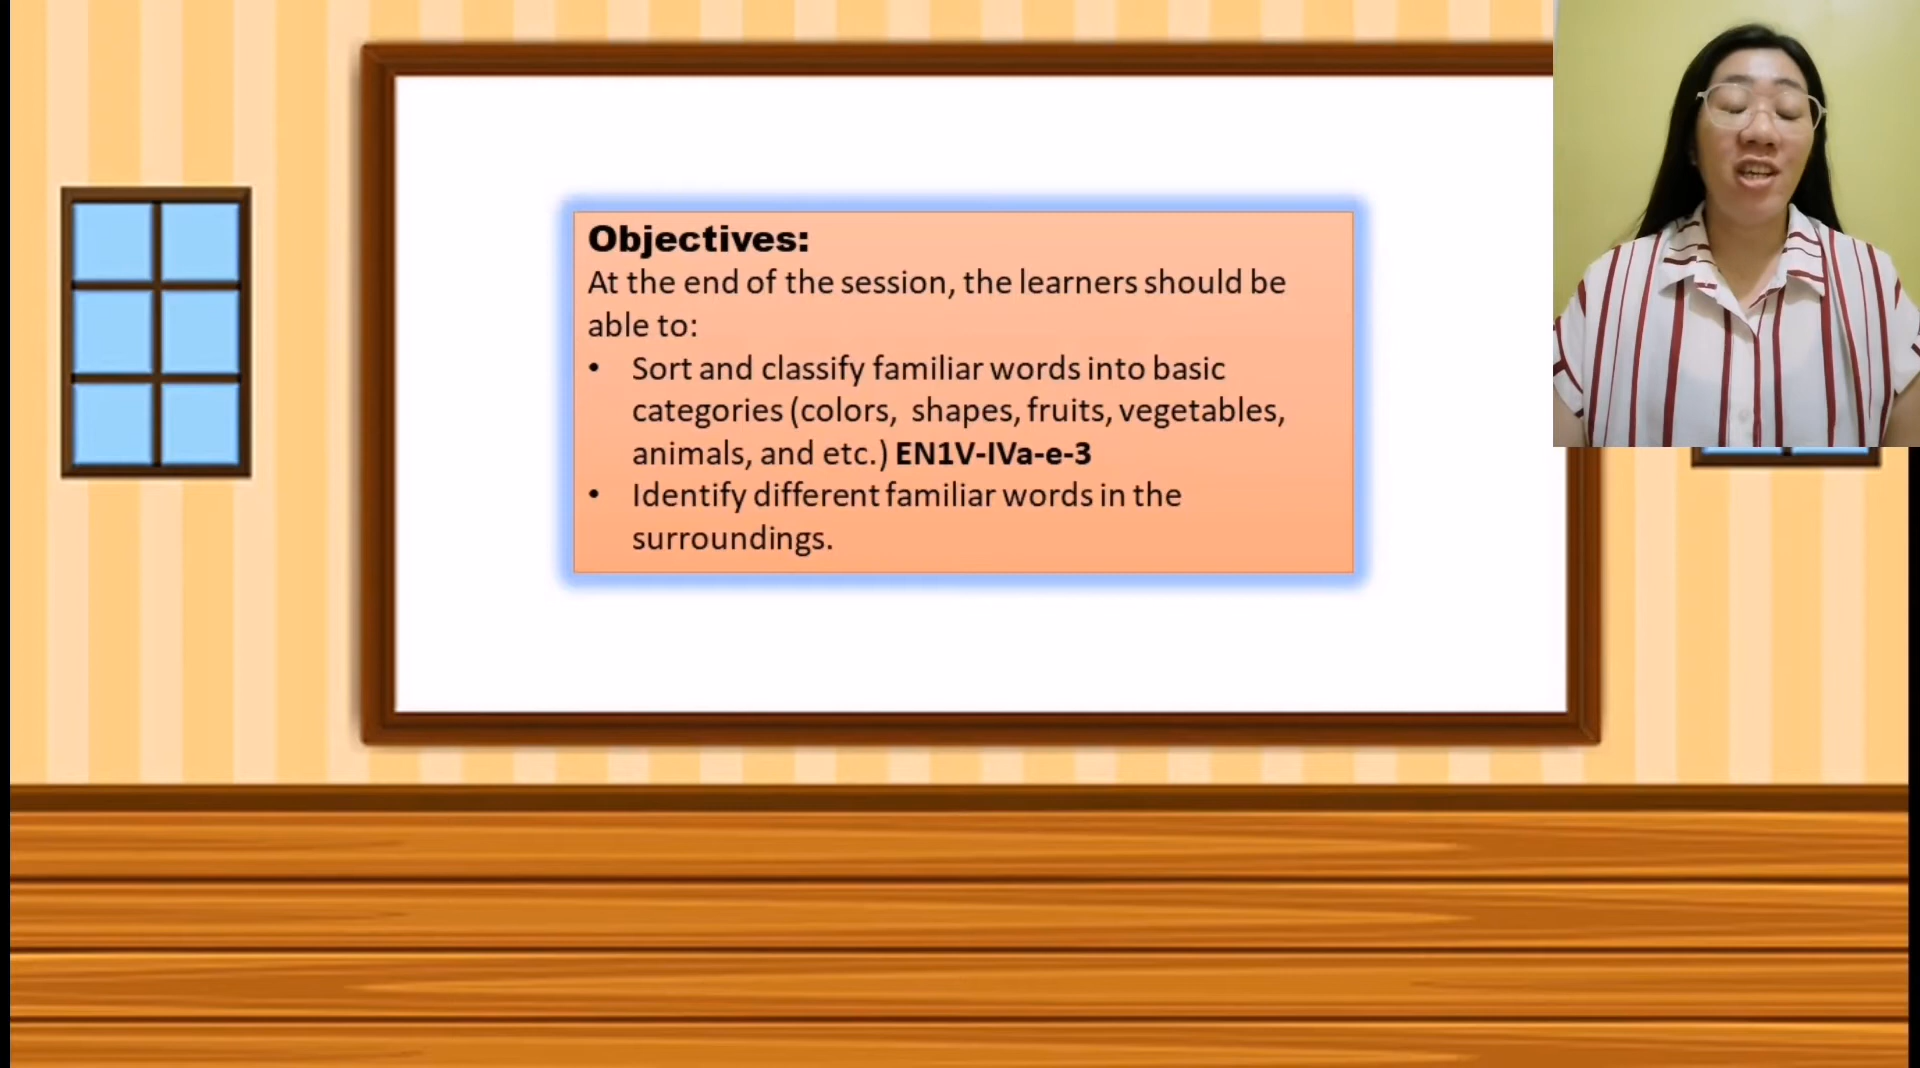 Objectives:
At the end of the session, the learners should be
able to:
• Sort and classify familiar words into basic
categories (colors, shapes, fruits, vegetables,
animals, and etc.) EN1V-IVa-e-3
• Identify different familiar words in the
surroundings.